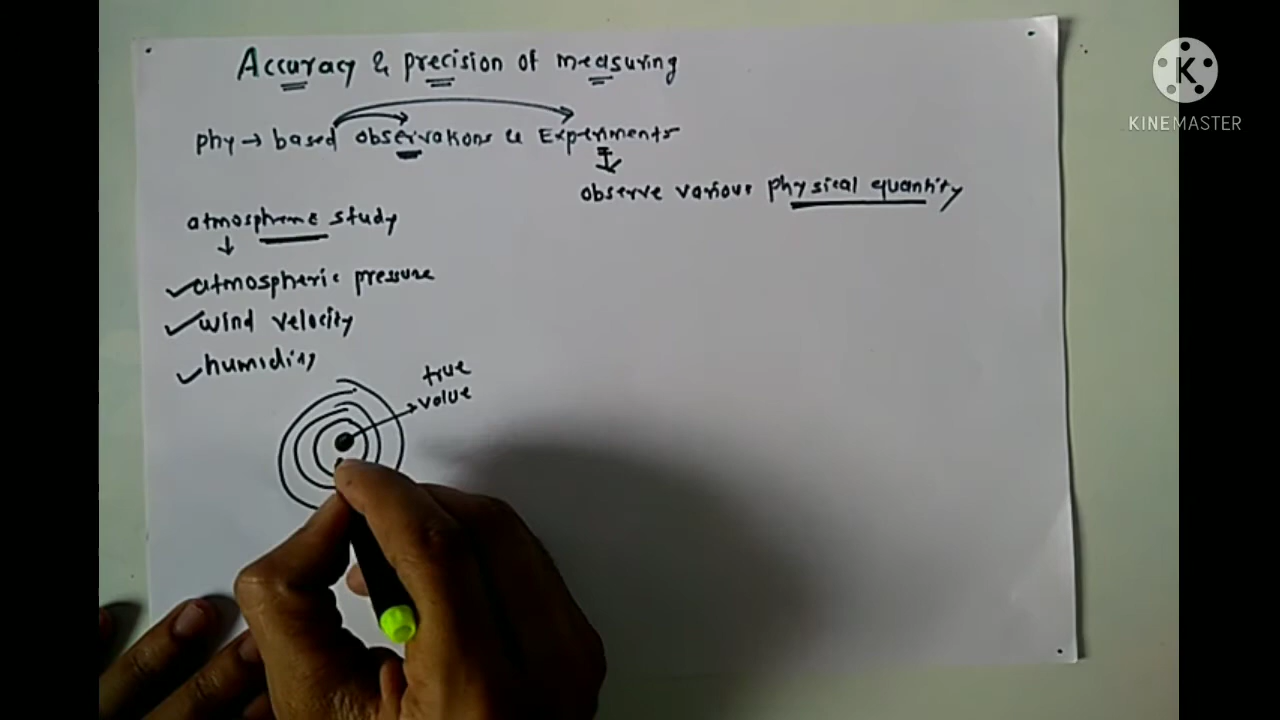 Accuracy & precision of measuring
phy → based observations & Experiments
observe various physical quantity
atmosphere study
atmospheric pressure
wind velocity
humidity
true
value
K
KINEMASTER